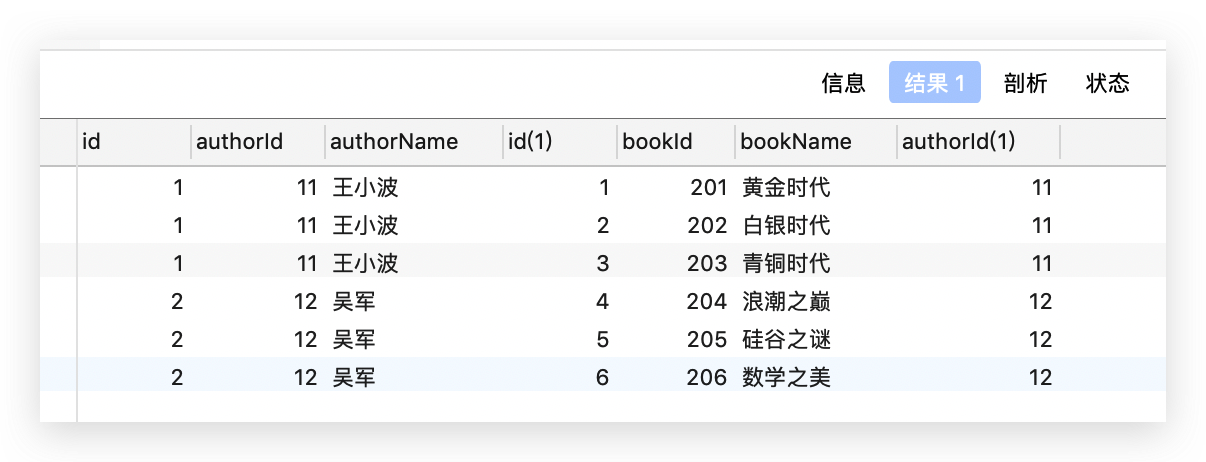 信息 结果 1 剖析 状态
id authorId authorName id(1) bookId bookName authorId(1)
1 11 王小波 1 201 黄金时代 11
1 11 王小波 2 202 白银时代 11
1 11 王小波 3 203 青铜时代 11
2 12 吴军 4 204 浪潮之巅 12
2 12 吴军 5 205 硅谷之谜 12
2 12 吴军 6 206 数学之美 12